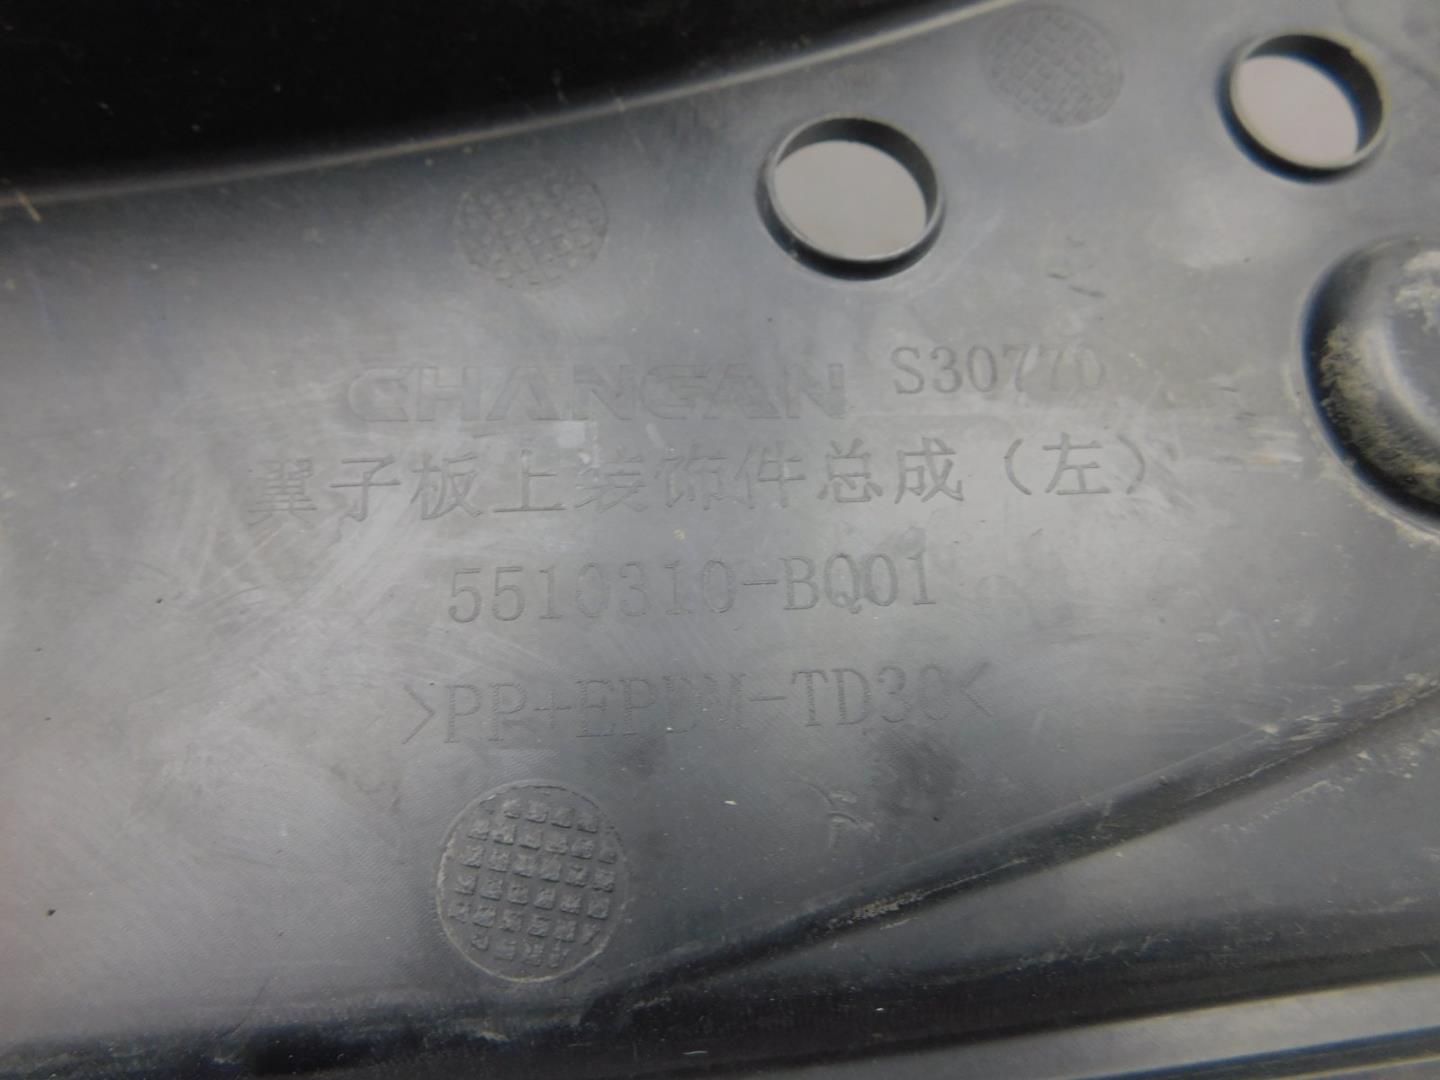 CHANGAN S30770
翼子板上装饰件总成（左）
5510310-BQ01
>PP+EPDM-TD30<